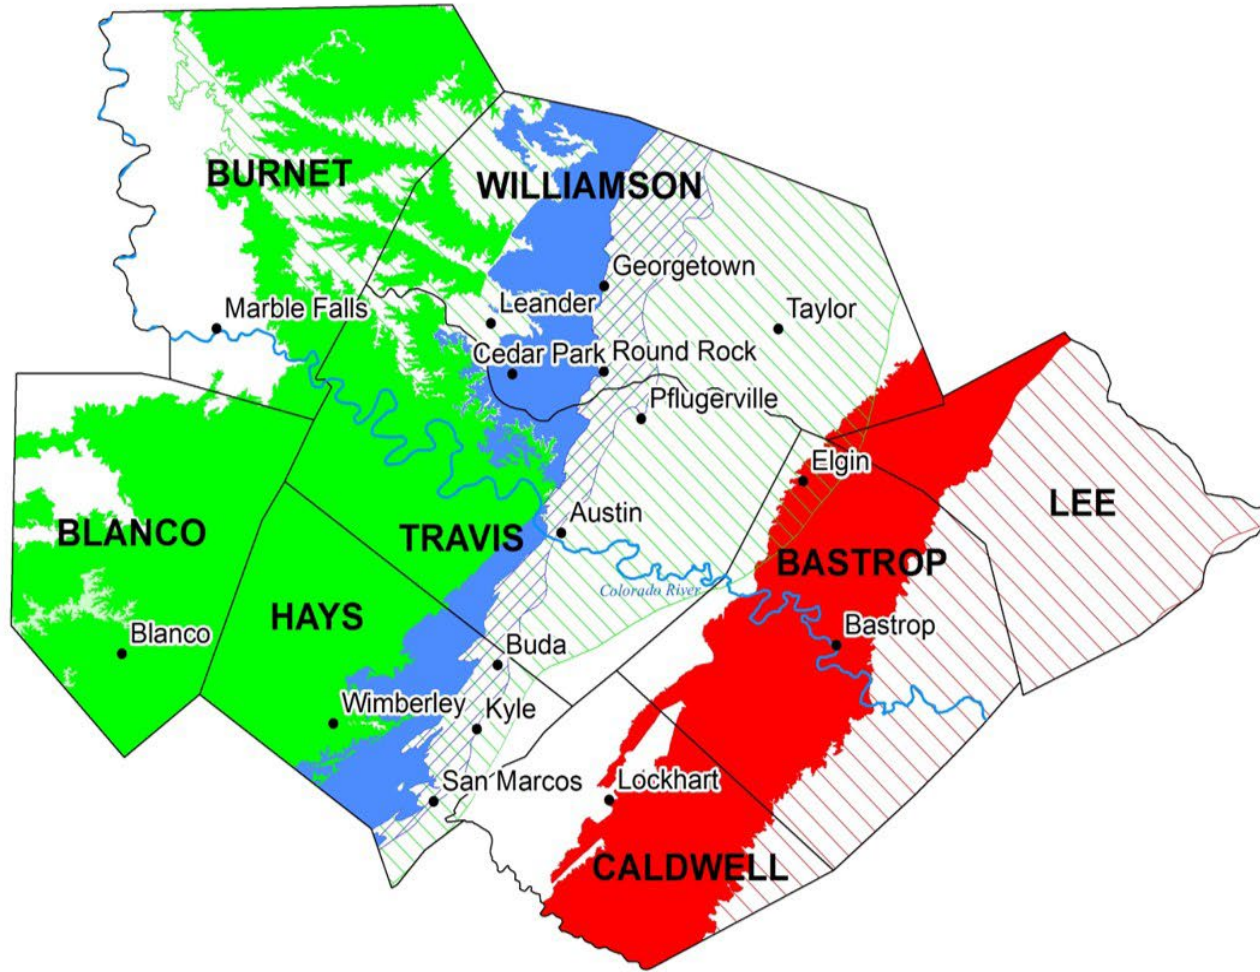 BURNET
WILLIAMSON
Georgetown
Marble Falls
Leander
Taylor
Cedar Park
Round Rock
Pflugerville
Elgin
LEE
Austin
BLANCO
TRAVIS
BASTROP
Colorado River
HAYS
Blanco
Buda
Bastrop
Wimberley
Kyle
San Marcos
Lockhart
CALDWELL